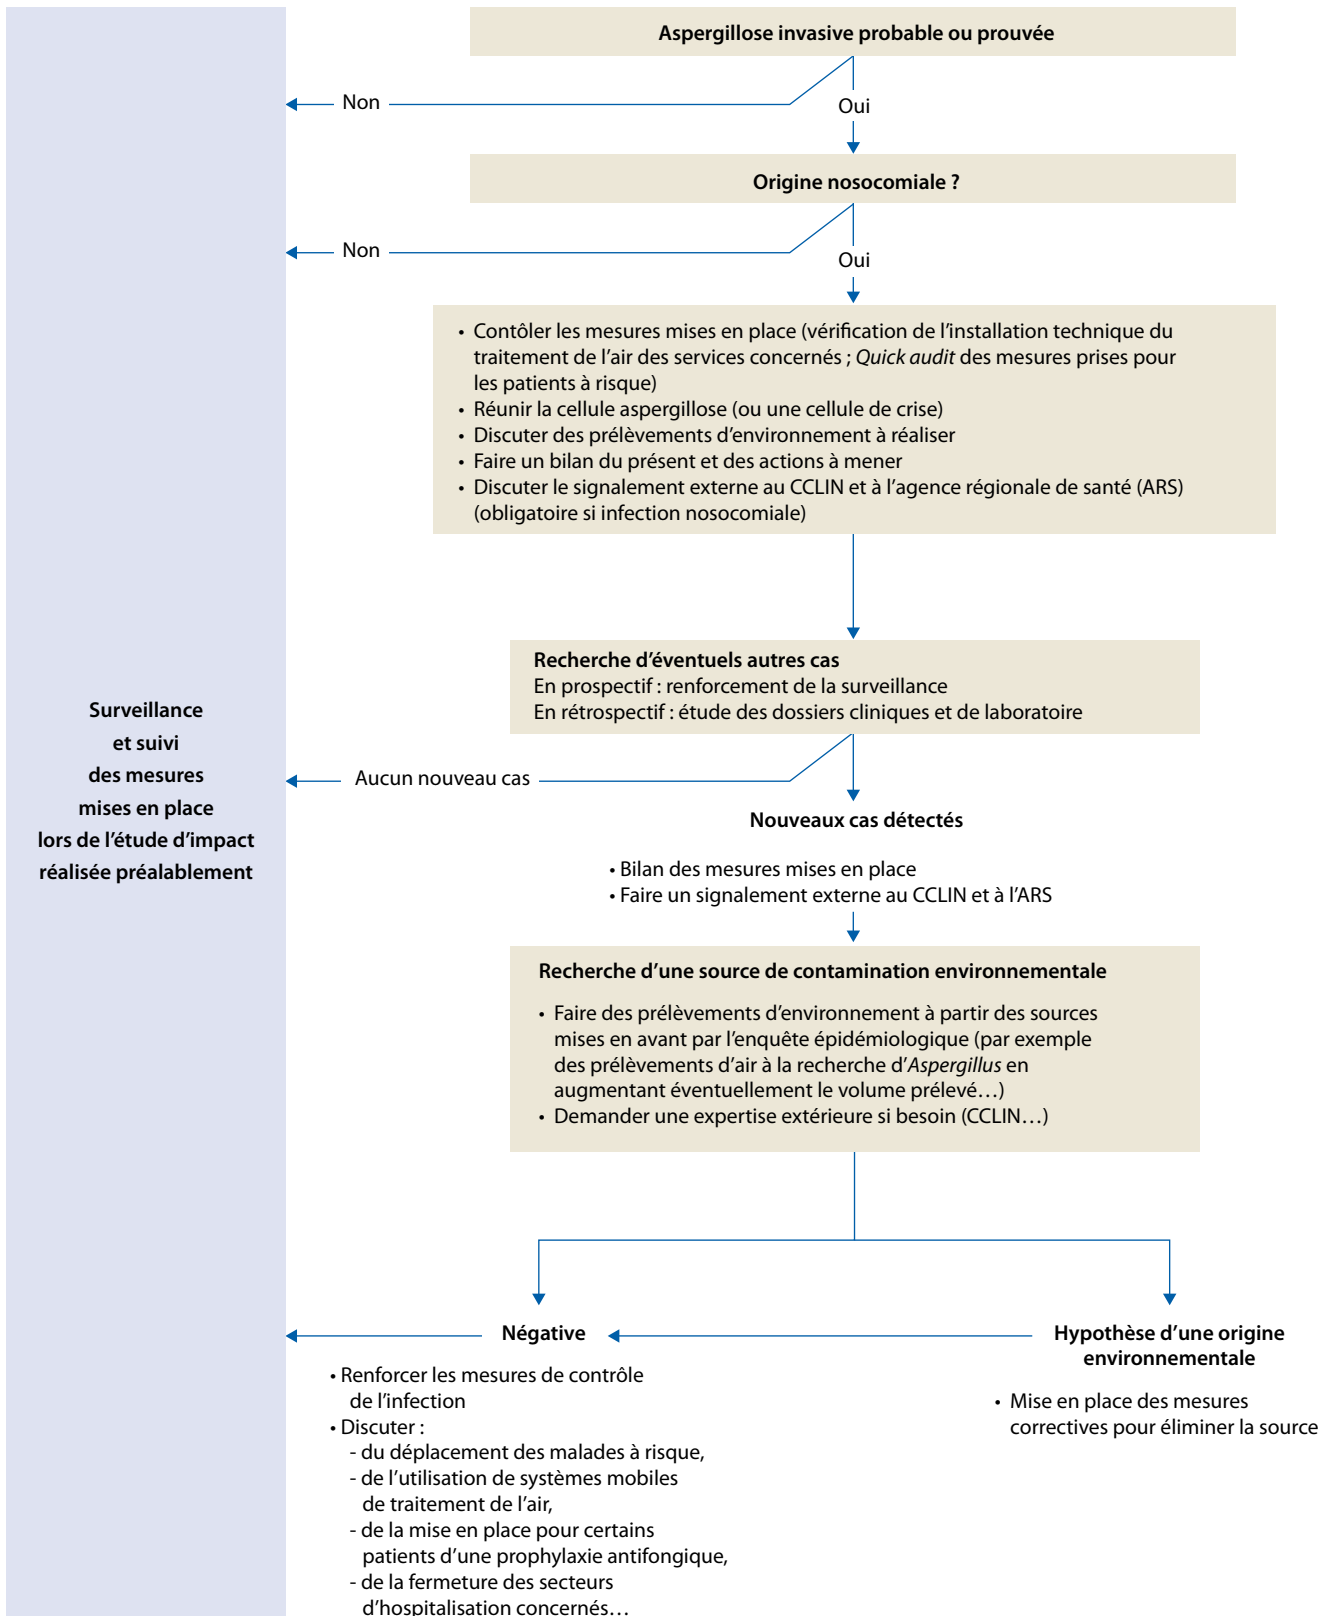 Aspergillose invasive probable ou prouvée
Non
Oui
Origine nosocomiale ?
Non
Oui
• Contôler les mesures mises en place (vérification de l'installation technique du
traitement de l'air des services concernés ; Quick audit des mesures prises pour
les patients à risque)
• Réunir la cellule aspergillose (ou une cellule de crise)
• Discuter des prélèvements d'environnement à réaliser
• Faire un bilan du présent et des actions à mener
• Discuter le signalement externe au CCLIN et à l'agence régionale de santé (ARS)
(obligatoire si infection nosocomiale)
Recherche d'éventuels autres cas
En prospectif : renforcement de la surveillance
En rétrospectif : étude des dossiers cliniques et de laboratoire
Surveillance
et suivi
des mesures
mises en place
lors de l'étude d'impact
réalisée préalablement
Aucun nouveau cas
Nouveaux cas détectés
• Bilan des mesures mises en place
• Faire un signalement externe au CCLIN et à l'ARS
Recherche d'une source de contamination environnementale
• Faire des prélèvements d'environnement à partir des sources
mises en avant par l'enquête épidémiologique (par exemple
des prélèvements d'air à la recherche d'Aspergillus en
augmentant éventuellement le volume prélevé…)
• Demander une expertise extérieure si besoin (CCLIN…)
Négative
• Renforcer les mesures de contrôle
de l'infection
• Discuter :
- du déplacement des malades à risque,
- de l'utilisation de systèmes mobiles
de traitement de l'air,
- de la mise en place pour certains
patients d'une prophylaxie antifongique,
- de la fermeture des secteurs
d'hospitalisation concernés…
Hypothèse d'une origine
environnementale
• Mise en place des mesures
correctives pour éliminer la source